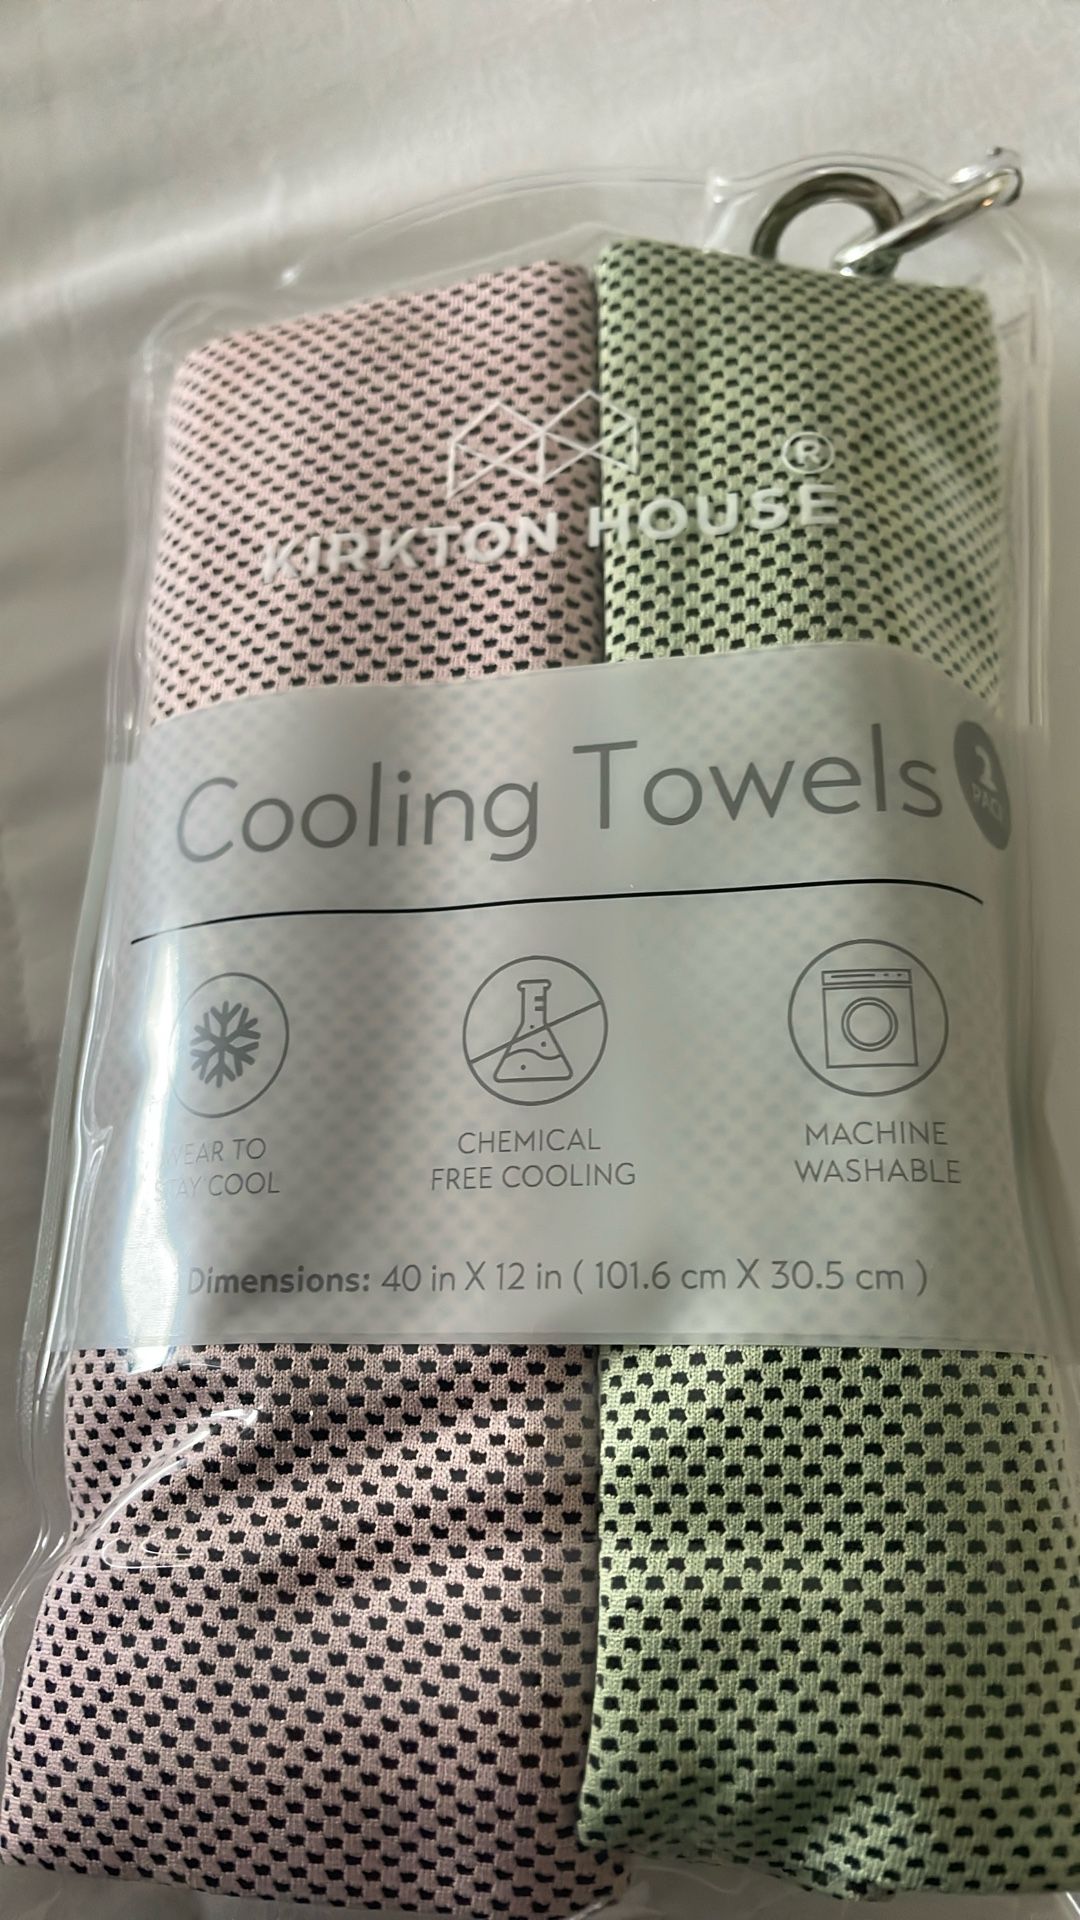 KIRKTON HOUSE®
Cooling Towels
2
PACK
WEAR TO
STAY COOL
CHEMICAL
FREE COOLING
MACHINE
WASHABLE
Dimensions: 40 in X 12 in ( 101.6 cm X 30.5 cm )